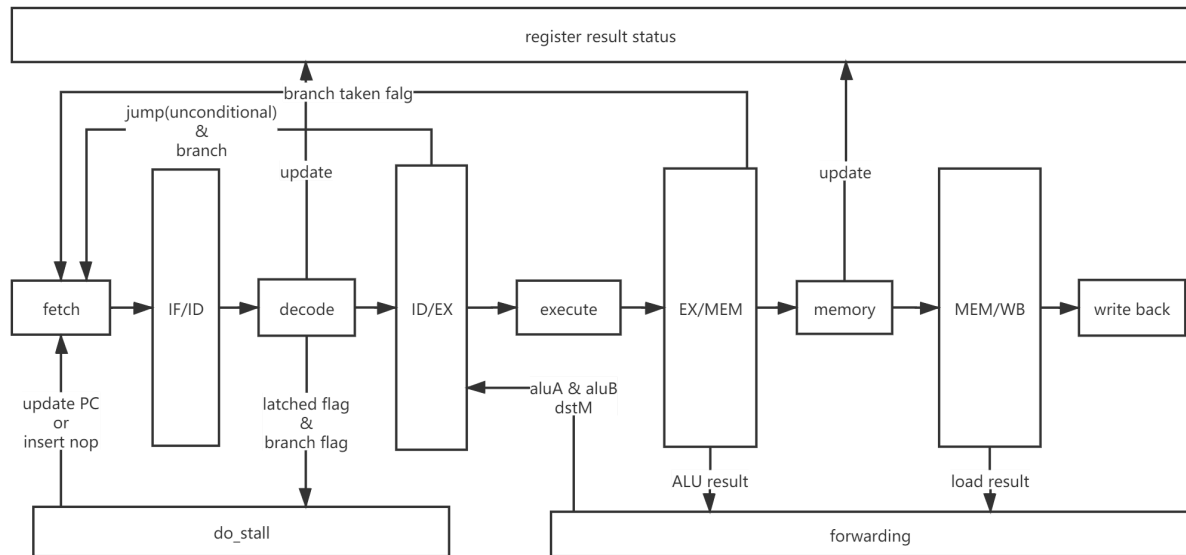 register result status
branch taken falg
jump(unconditional)
&
branch
update
update
fetch
IF/ID
decode
ID/EX
execute
EX/MEM
memory
MEM/WB
write back
update PC
or
insert nop
latched flag
&
branch flag
aluA & aluB
dstM
ALU result
load result
do_stall
forwarding